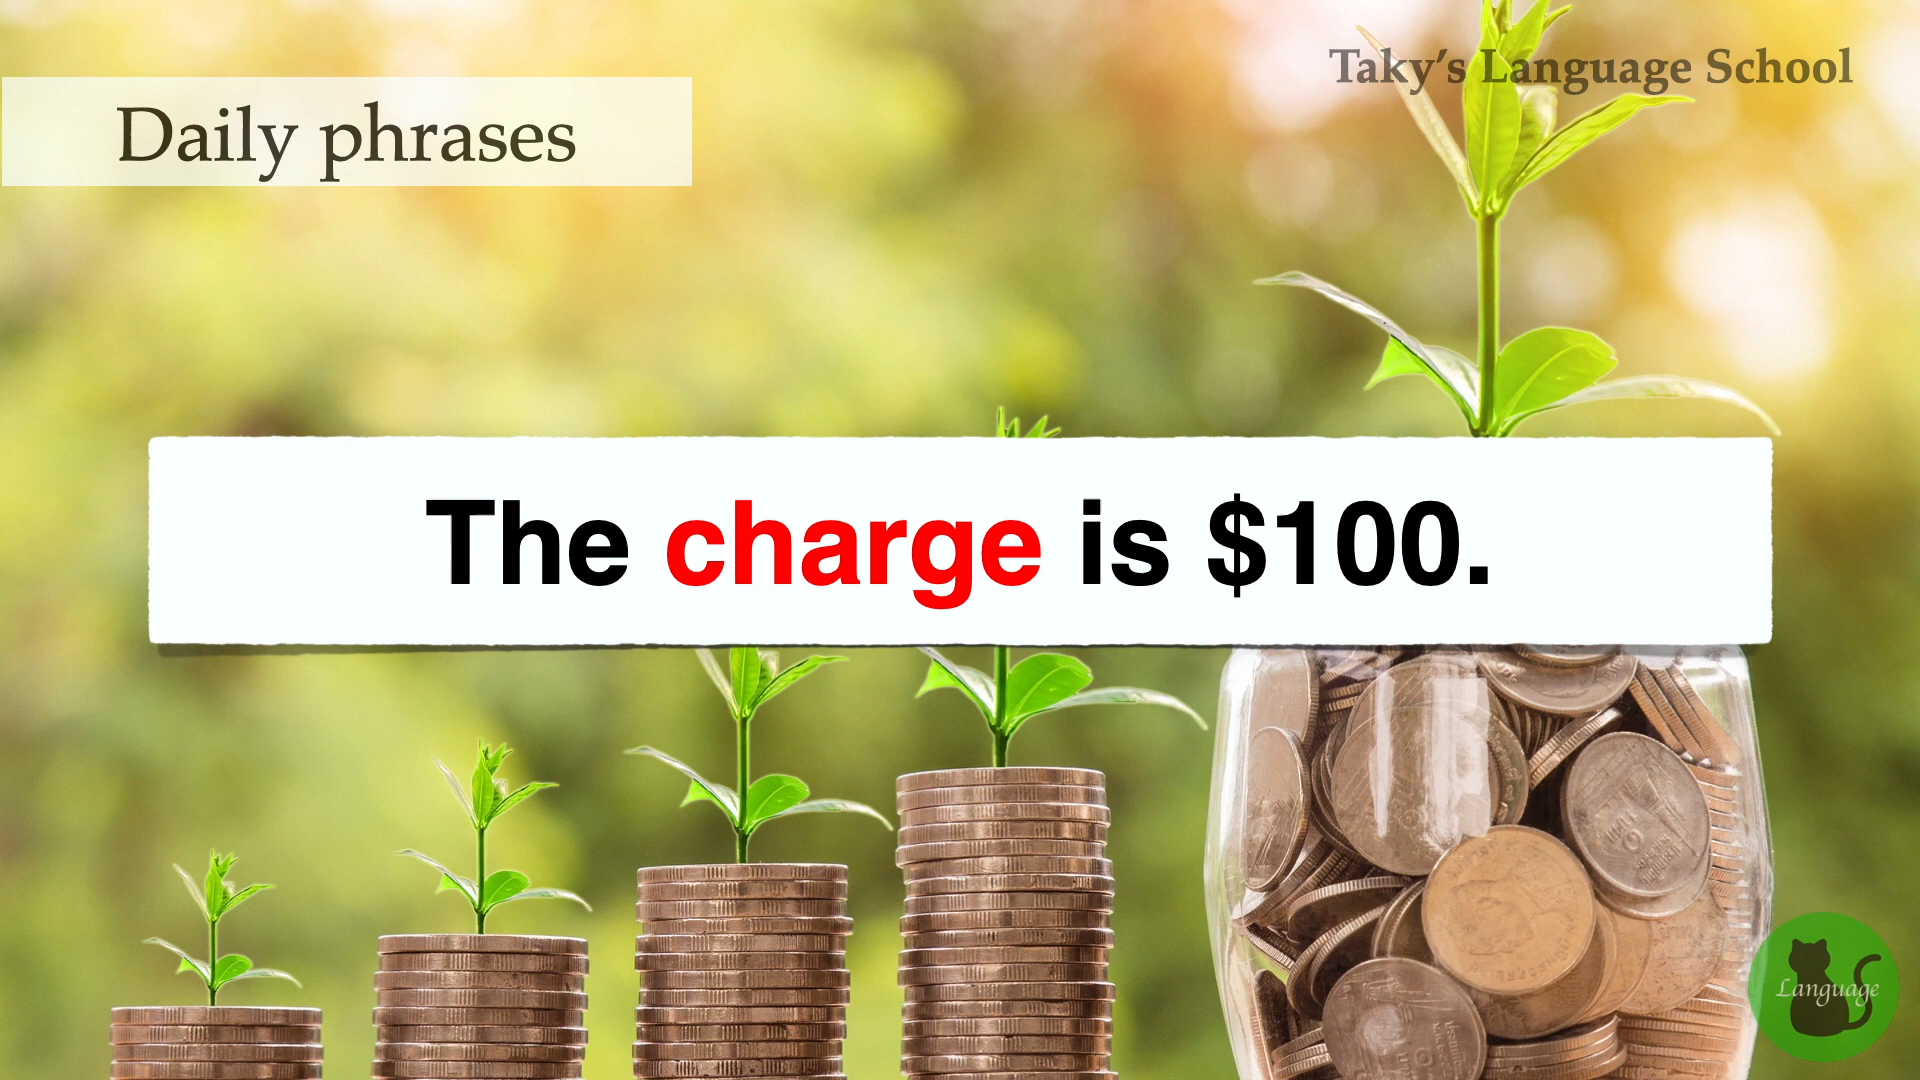 Taky’s Language School
Daily phrases
The charge is $100.
Language